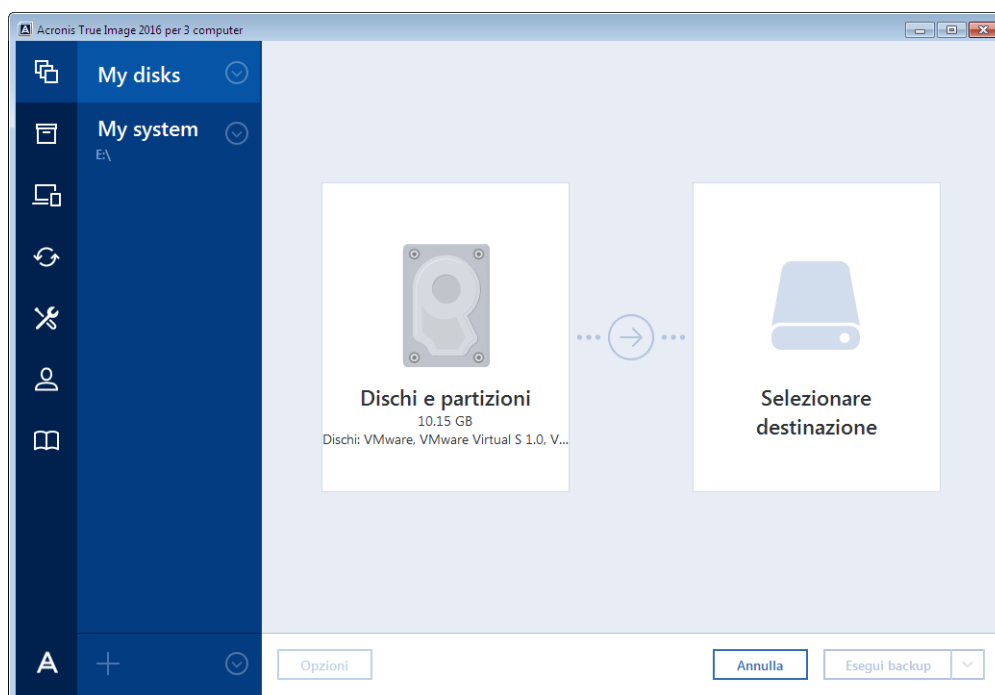 Acronis True Image 2016 per 3 computer
My disks
My system
E:\
Dischi e partizioni
10.15 GB
Dischi: VMware, VMware Virtual S 1.0, V...
Selezionare
destinazione
Opzioni
Annulla
Esegui backup